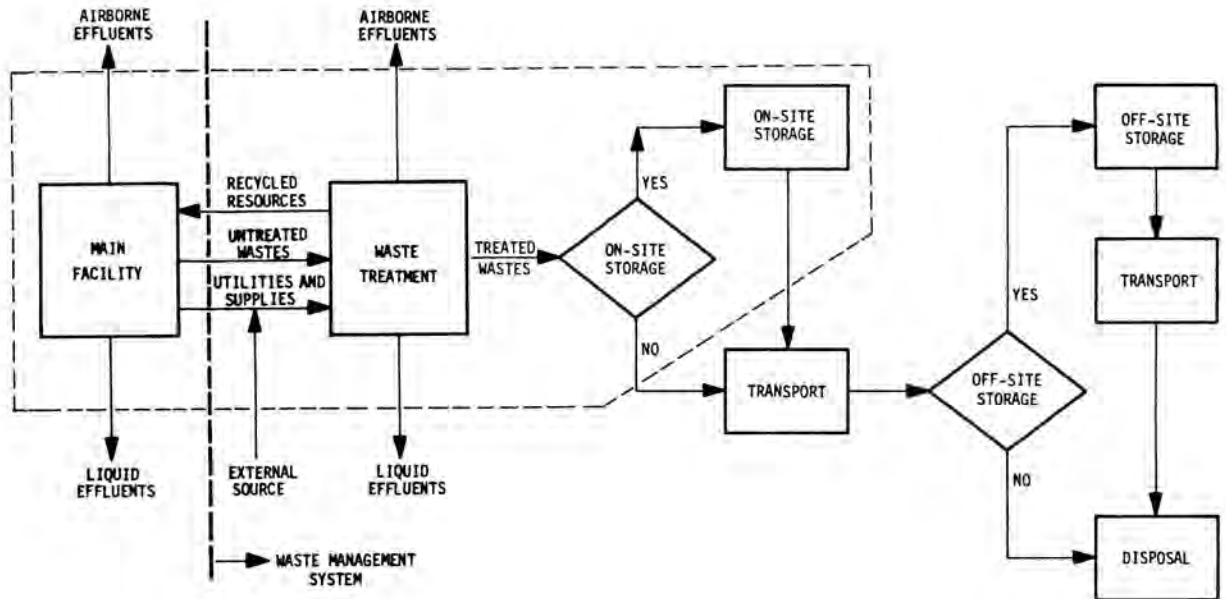 AIRBORNE
EFFLUENTS
AIRBORNE
EFFLUENTS
ON-SITE
STORAGE
OFF-SITE
STORAGE
RECYCLED
RESOURCES
YES
MAIN
FACILITY
UNTREATED
WASTES
WASTE
TREATMENT
TREATED
WASTES
ON-SITE
STORAGE
UTILITIES AND
SUPPLIES
TRANSPORT
YES
NO
TRANSPORT
OFF-SITE
STORAGE
LIQUID
EFFLUENTS
EXTERNAL
SOURCE
LIQUID
EFFLUENTS
NO
WASTE MANAGEMENT
SYSTEM
DISPOSAL